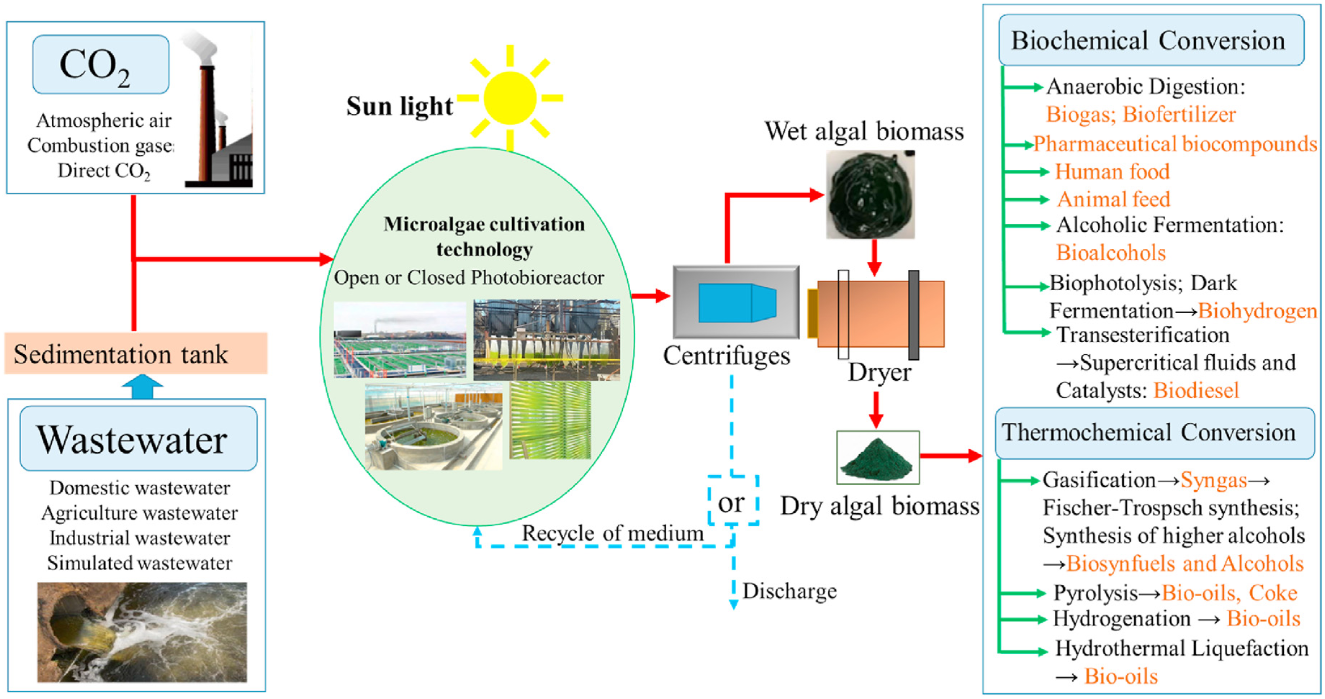 CO₂
Atmospheric air
Combustion gase
Direct CO₂
Sedimentation tank
Wastewater
Domestic wastewater
Agriculture wastewater
Industrial wastewater
Simulated wastewater
Sun light
Microalgae cultivation
technology
Open or Closed Photobioreactor
Wet algal biomass
Centrifuges
Dryer
Dry algal biomass
or
Recycle of medium
Discharge
Biochemical Conversion
Anaerobic Digestion:
Biogas; Biofertilizer
Pharmaceutical biocompounds
Human food
Animal feed
Alcoholic Fermentation:
Bioalcohols
Biophotolysis; Dark
Fermentation→Biohydrogen
Transesterification
→Supercritical fluids and
Catalysts: Biodiesel
Thermochemical Conversion
Gasification→Syngas→
Fischer-Trospsch synthesis;
Synthesis of higher alcohols
→Biosynfuels and Alcohols
Pyrolysis→Bio-oils, Coke
Hydrogenation → Bio-oils
Hydrothermal Liquefaction
→ Bio-oils